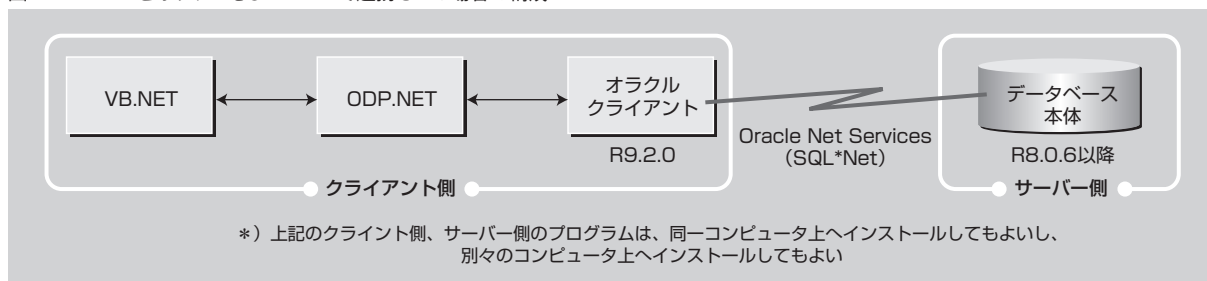 VB.NET
ODP.NET
オラクル
クライアント
R9.2.0
Oracle Net Services
(SQL*Net)
データベース
本体
R8.0.6以降
クライアント側
サーバー側
*)上記のクライント側、サーバー側のプログラムは、同一コンピュータ上へインストールしてもよいし、
別々のコンピュータ上へインストールしてもよい